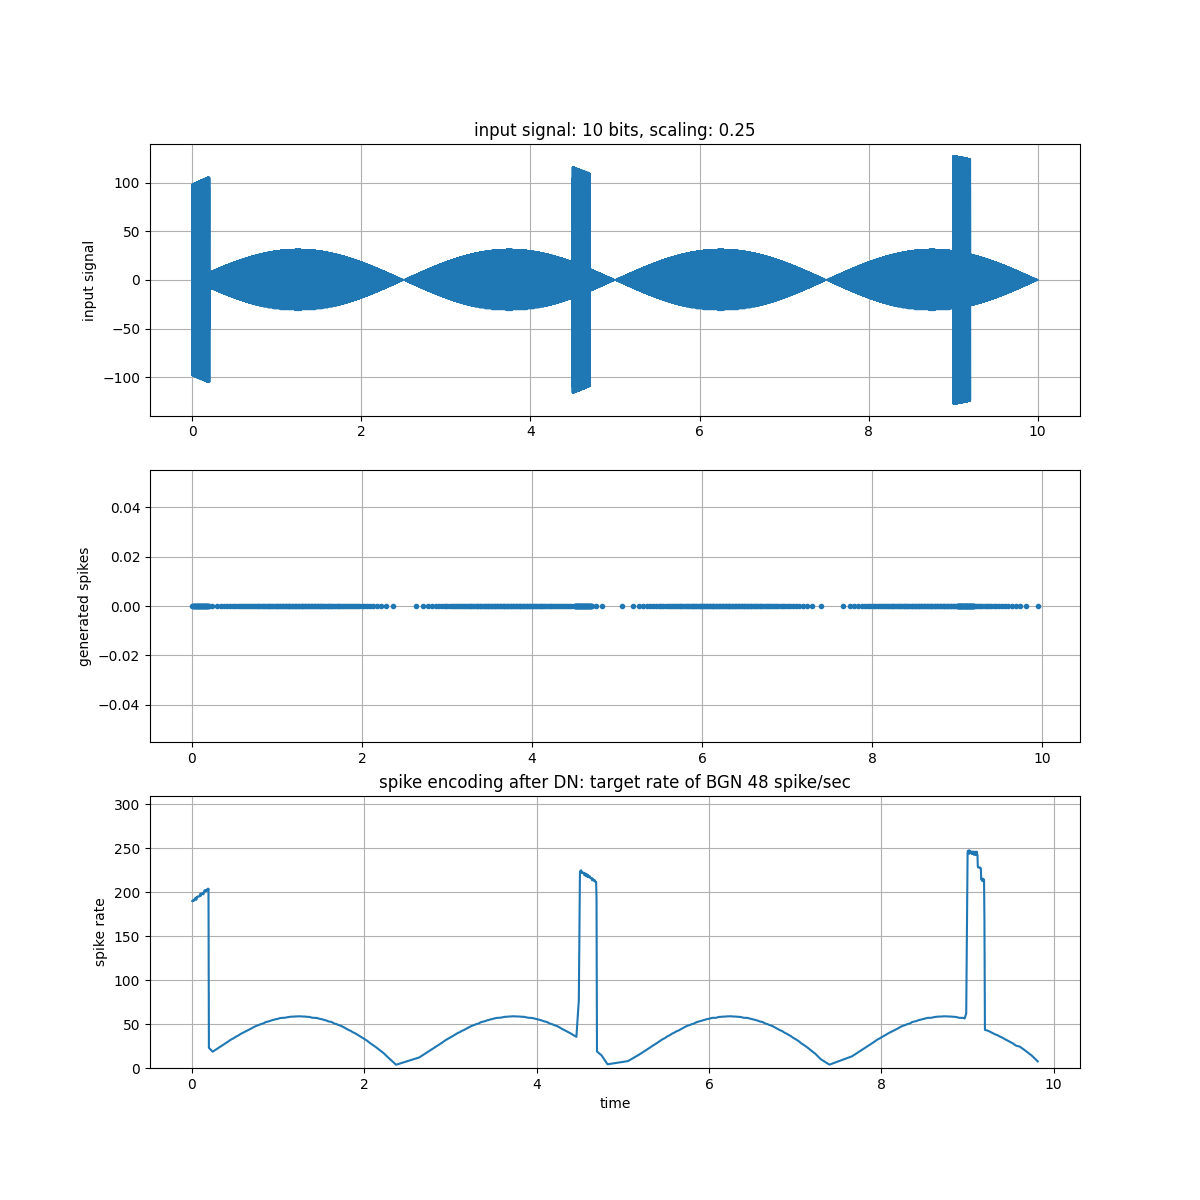 input signal: 10 bits, scaling: 0.25
input signal
100
50
0
−50
−100
0 2 4 6 8 10
generated spikes
0.04
0.02
0.00
−0.02
−0.04
0 2 4 6 8 10
spike encoding after DN: target rate of BGN 48 spike/sec
spike rate
300
250
200
150
100
50
0
0 2 4 6 8 10
time